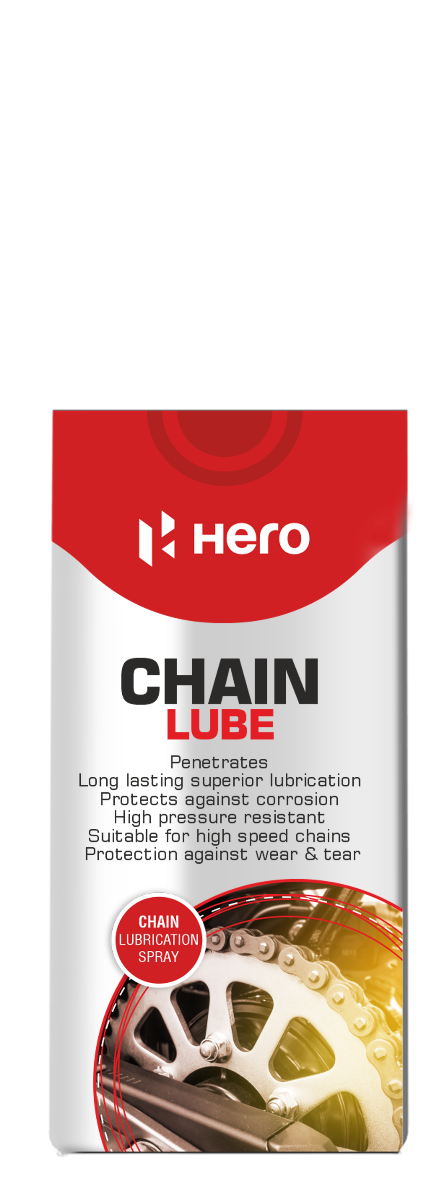 Hero
CHAIN
LUBE
Penetrates
Long lasting superior lubrication
Protects against corrosion
High pressure resistant
Suitable for high speed chains
Protection against wear & tear
CHAIN
LUBRICATION
SPRAY